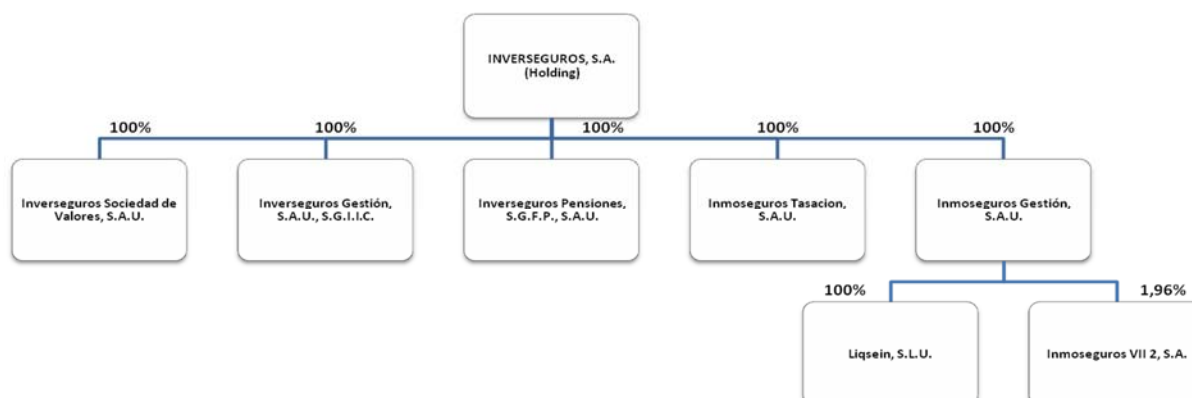 INVERSEGUROS, S.A.
(Holding)
100%
100%
100%
100%
100%
Inverseguros Sociedad de
Valores, S.A.U.
Inverseguros Gestión,
S.A.U., S.G.I.I.C.
Inverseguros Pensiones,
S.G.F.P., S.A.U.
Inmoseguros Tasacion,
S.A.U.
Inmoseguros Gestión,
S.A.U.
100%
1,96%
Liqsein, S.L.U.
Inmoseguros VII 2, S.A.